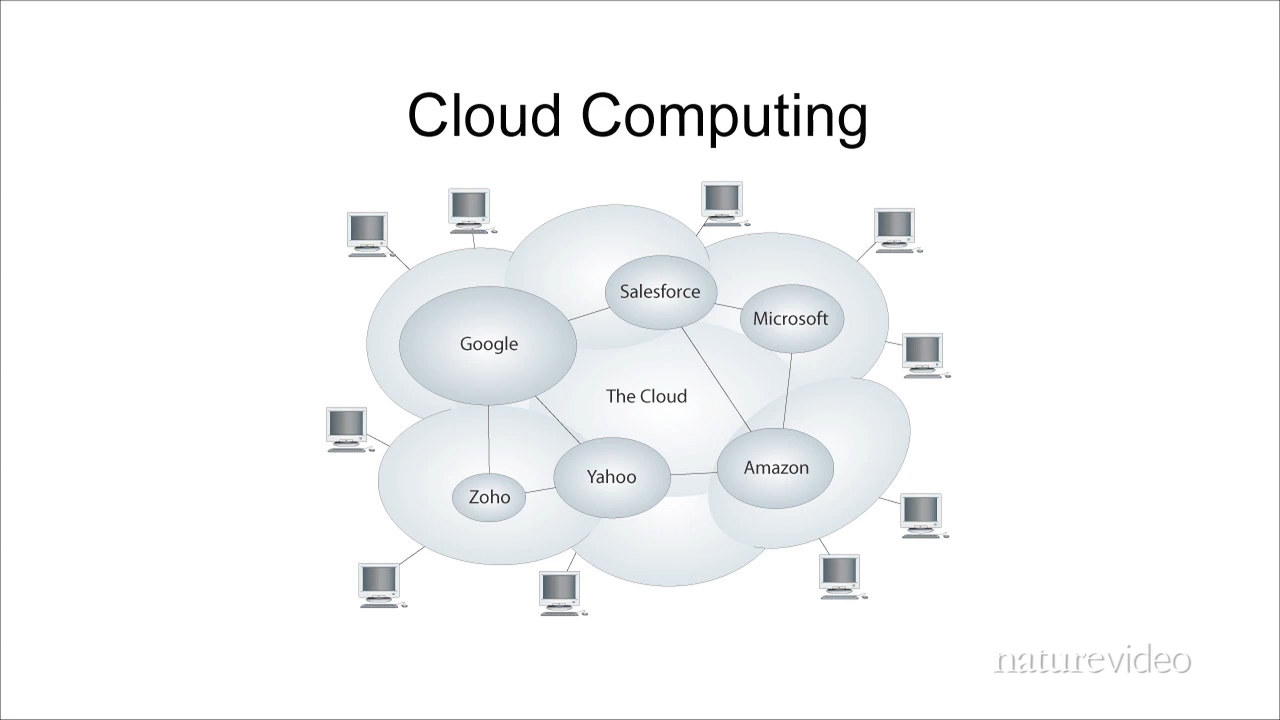 Cloud Computing
Salesforce
Microsoft
Google
The Cloud
Amazon
Yahoo
Zoho
naturevideo